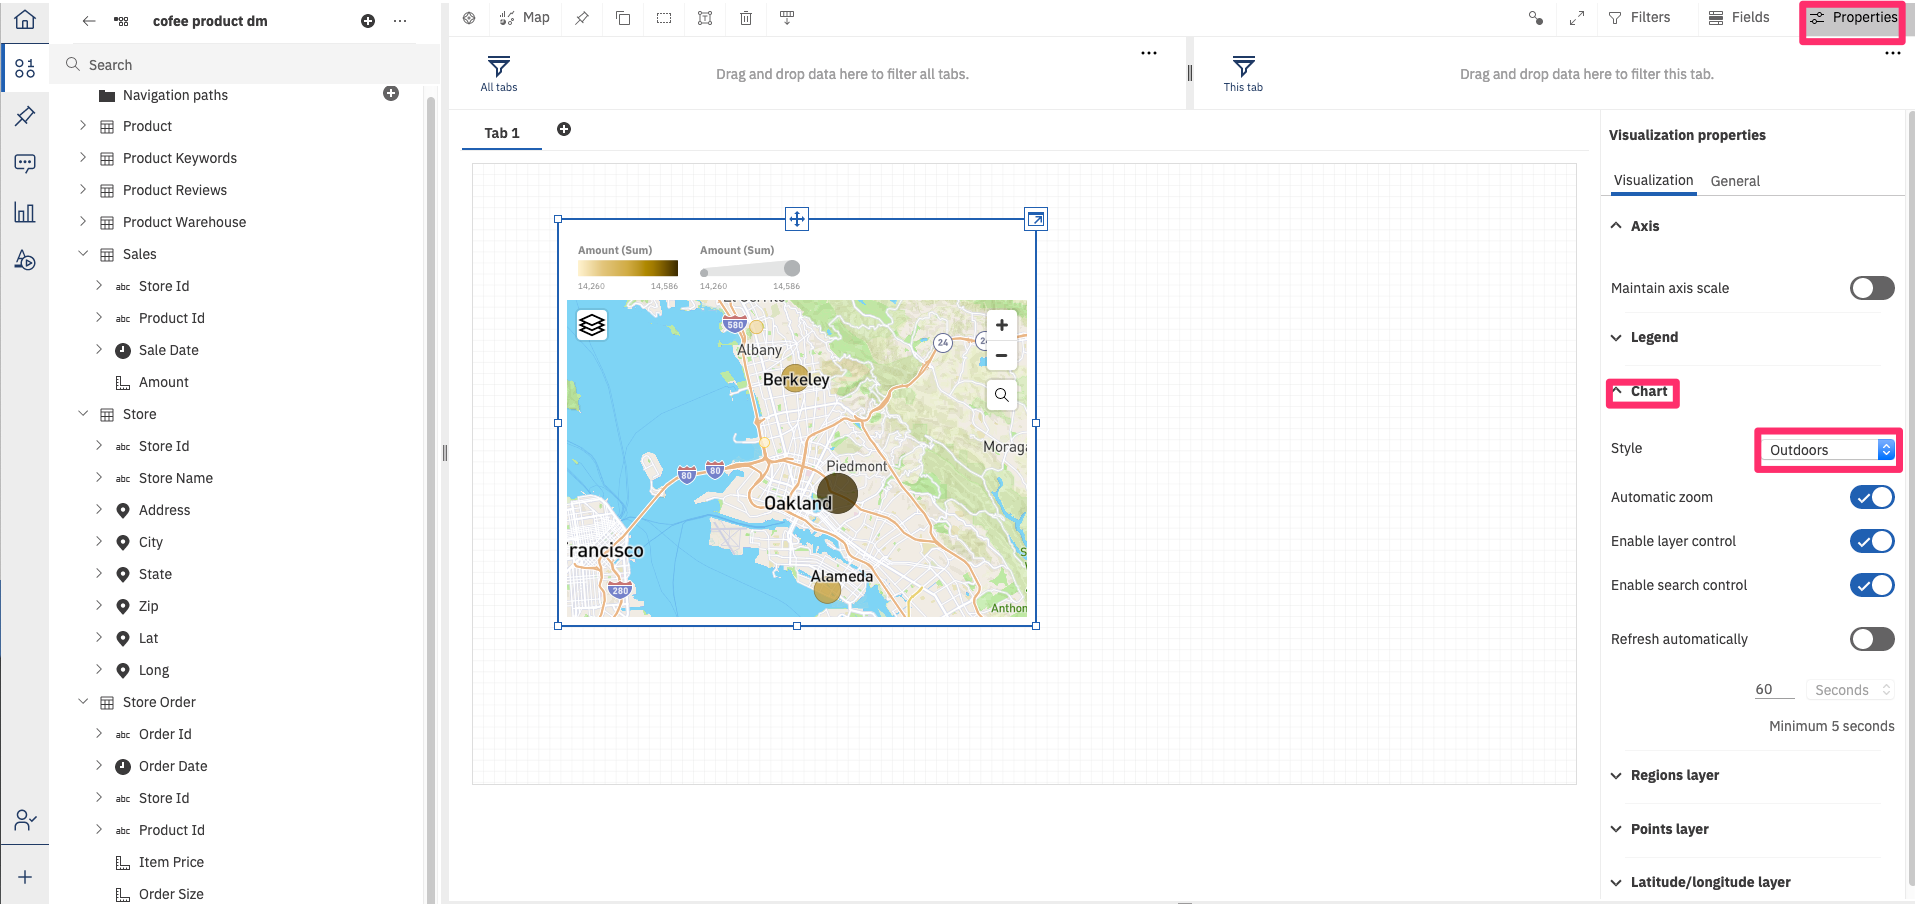 cofee product dm
Search
Navigation paths
Product
Product Keywords
Product Reviews
Product Warehouse
Sales
abc Store Id
abc Product Id
Sale Date
Amount
Store
abc Store Id
abc Store Name
Address
City
State
Zip
Lat
Long
Store Order
abc Order Id
Order Date
abc Store Id
abc Product Id
Item Price
Order Size
Map
Filters
Fields
Properties
All tabs
Drag and drop data here to filter all tabs.
This tab
Drag and drop data here to filter this tab.
Tab 1
Amount (Sum)
14,260 14,586
Amount (Sum)
14,260 14,586
580
Albany
24
Berkeley
Moraga
80
80
Piedmont
Oakland
rancisco
280
Alameda
Anthon
Visualization properties
Visualization General
Axis
Maintain axis scale
Legend
Chart
Style Outdoors
Automatic zoom
Enable layer control
Enable search control
Refresh automatically
60 Seconds
Minimum 5 seconds
Regions layer
Points layer
Latitude/longitude layer